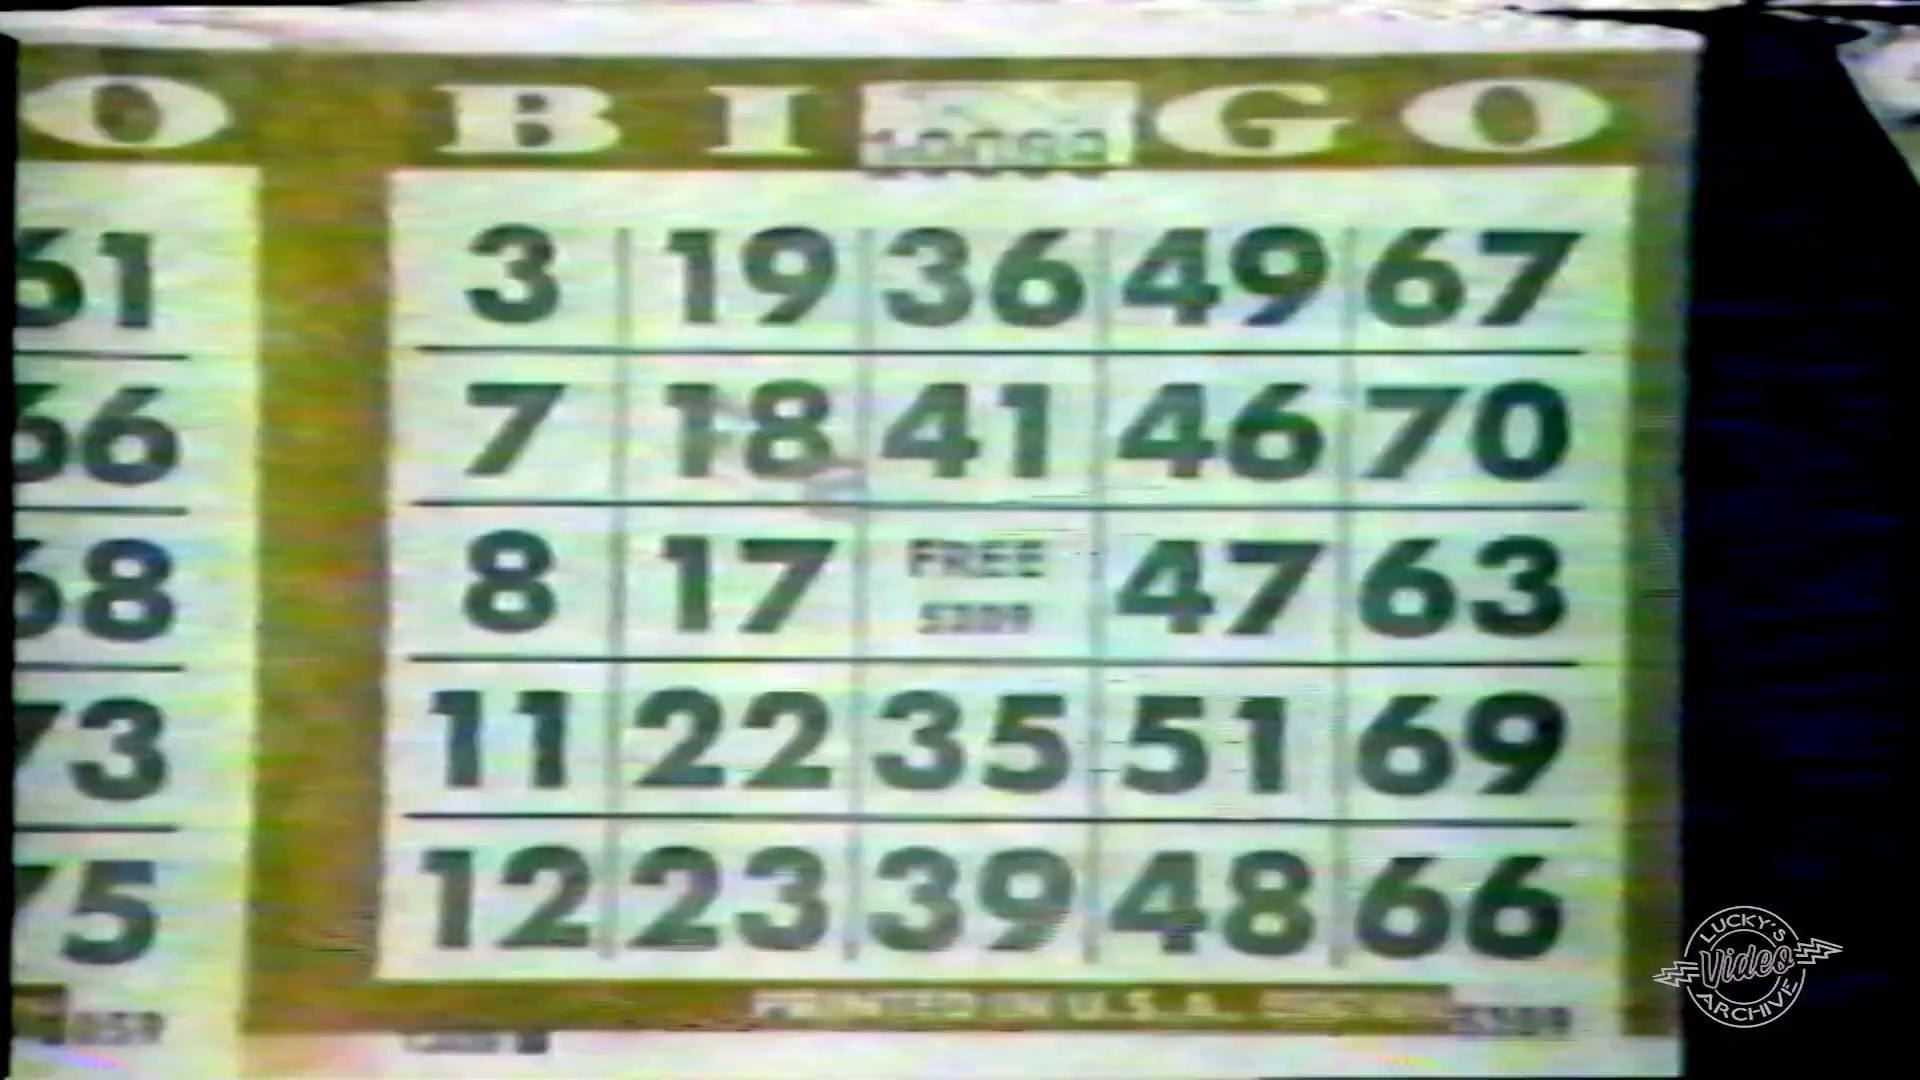 O B I G O
61 3 19 36 49 67
66 7 18 41 46 70
68 8 17 FREE 47 63
5309
73 11 22 35 51 69
75 12 23 39 48 66
PRINTED IN U.S.A.
LUCKY'S
Video
ARCHIVE